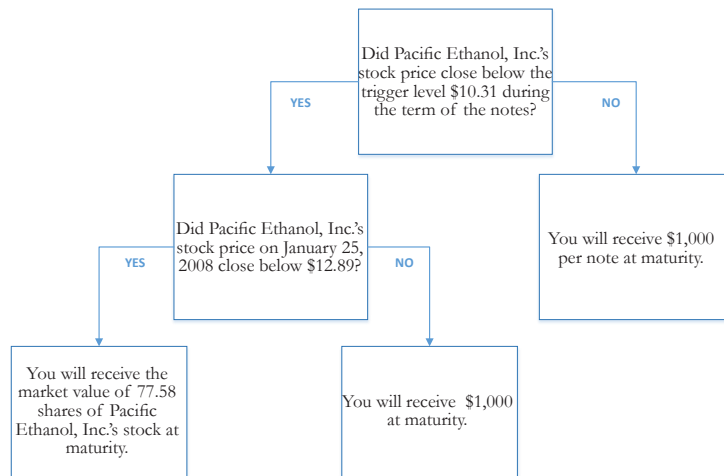 Did Pacific Ethanol, Inc.'s
stock price close below the
trigger level $10.31 during
the term of the notes?
YES
NO
Did Pacific Ethanol, Inc.'s
stock price on January 25,
2008 close below $12.89?
You will receive $1,000
per note at maturity.
YES
NO
You will receive the
market value of 77.58
shares of Pacific
Ethanol, Inc.'s stock at
maturity.
You will receive $1,000
at maturity.